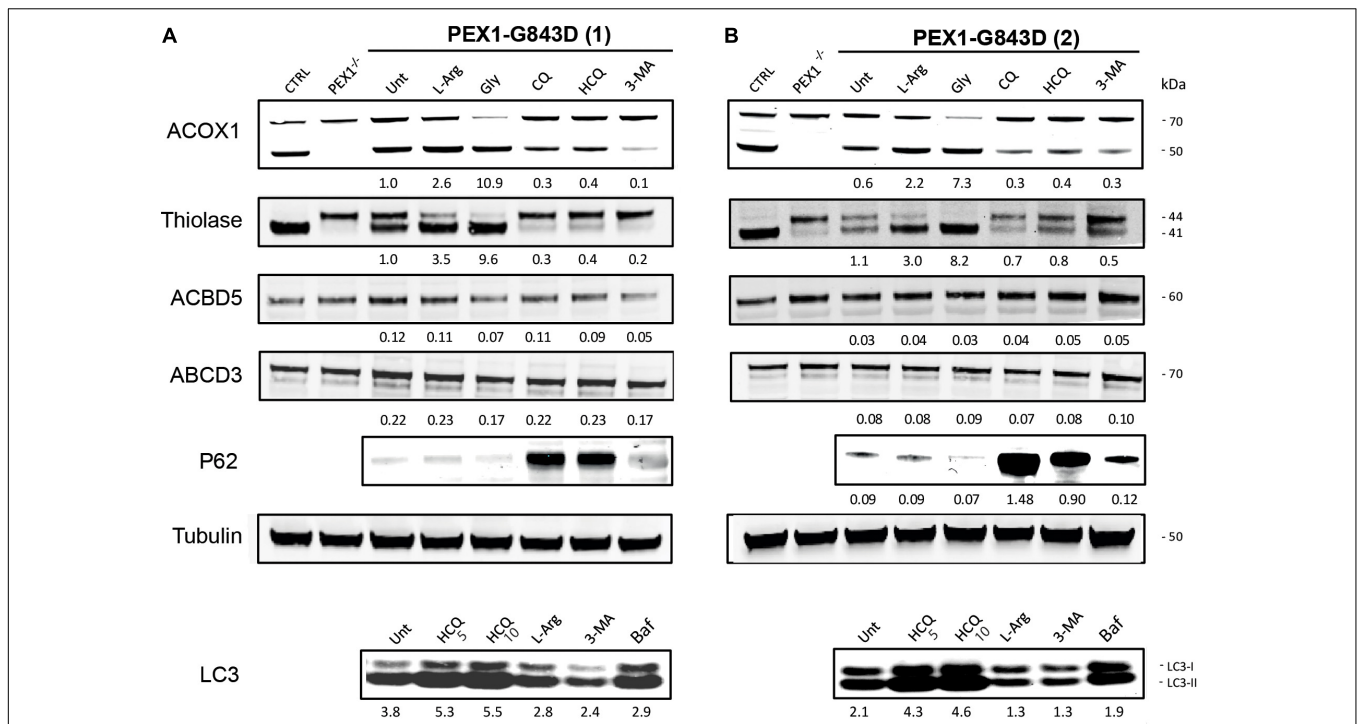 A
PEX1-G843D (1)
CTRL PEX1-/- Unt L-Arg Gly CQ HCQ 3-MA
B
PEX1-G843D (2)
CTRL PEX1-/- Unt L-Arg Gly CQ HCQ 3-MA
kDa
ACOX1
- 70
- 50
1.0 2.6 10.9 0.3 0.4 0.1
0.6 2.2 7.3 0.3 0.4 0.3
Thiolase
- 44
- 41
1.0 3.5 9.6 0.3 0.4 0.2
1.1 3.0 8.2 0.7 0.8 0.5
ACBD5
- 60
0.12 0.11 0.07 0.11 0.09 0.05
0.03 0.04 0.03 0.04 0.05 0.05
ABCD3
- 70
0.22 0.23 0.17 0.22 0.23 0.17
0.08 0.08 0.09 0.07 0.08 0.10
P62
0.09 0.09 0.07 1.48 0.90 0.12
Tubulin
- 50
Unt HCQ 5 HCQ 10 L-Arg 3-MA Baf
Unt HCQ 5 HCQ 10 L-Arg 3-MA Baf
LC3
- LC3-I
- LC3-II
3.8 5.3 5.5 2.8 2.4 2.9
2.1 4.3 4.6 1.3 1.3 1.9